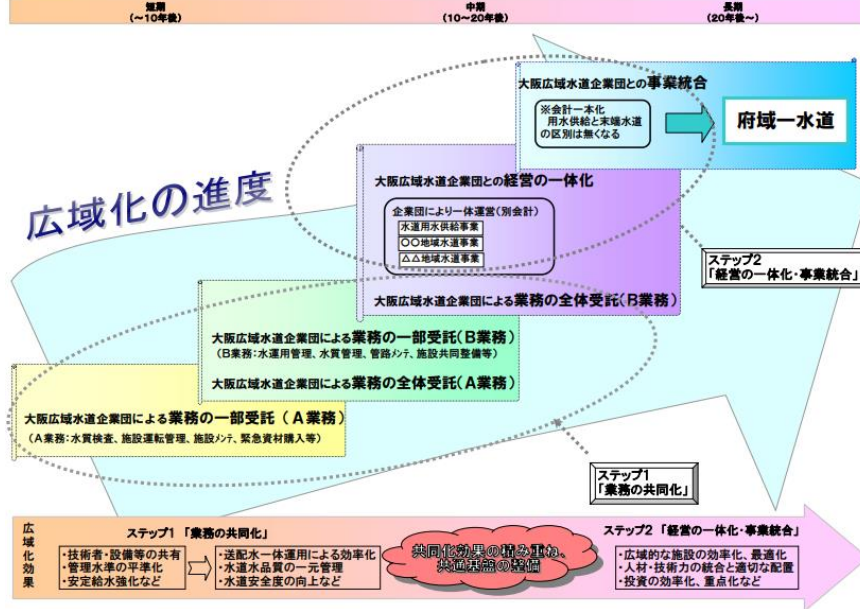 短期
(～10年後)
中期
(10～20年後)
長期
(20年後～)
大阪広域水道企業団との事業統合
※会計一本化
用水供給と末端水道
の区別は無くなる
府域一水道
広域化の進度
大阪広域水道企業団との経営の一体化
企業団により一体運営(別会計)
水道用水供給事業
〇〇地域水道事業
△△地域水道事業
大阪広域水道企業団による業務の全体受託(B業務)
ステップ2
「経営の一体化・事業統合」
大阪広域水道企業団による業務の一部受託(B業務)
(B業務:水運用管理、水質管理、管路ﾒﾝﾃ、施設共同整備等)
大阪広域水道企業団による業務の全体受託(A業務)
大阪広域水道企業団による業務の一部受託(A業務)
(A業務:水質検査、施設運転管理、施設ﾒﾝﾃ、緊急資材購入等)
ステップ1
「業務の共同化」
広域化効果
ステップ1 「業務の共同化」
・技術者・設備等の共有
・管理水準の平準化
・安定給水強化など
・送配水一体運用による効率化
・水道水品質の一元管理
・水道安全度の向上など
共同化効果の積み重ね、
共通基盤の整備
ステップ2 「経営の一体化・事業統合」
・広域的な施設の効率化、最適化
・人材・技術力の統合と適切な配置
・投資の効率化、重点化など